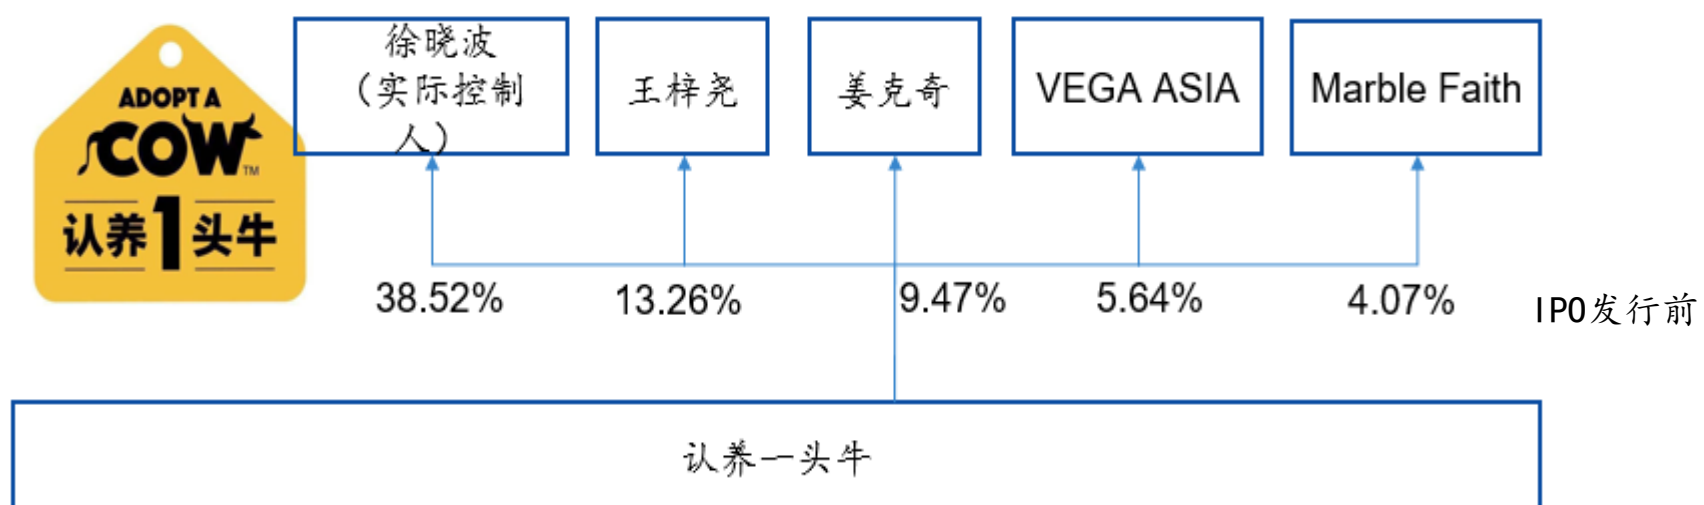 ADOPT A
COW
TM
认养1头牛
徐晓波
（实际控制
人）
王梓尧
姜克奇
VEGA ASIA
Marble Faith
38.52%
13.26%
9.47%
5.64%
4.07%
IPO发行前
认养一头牛